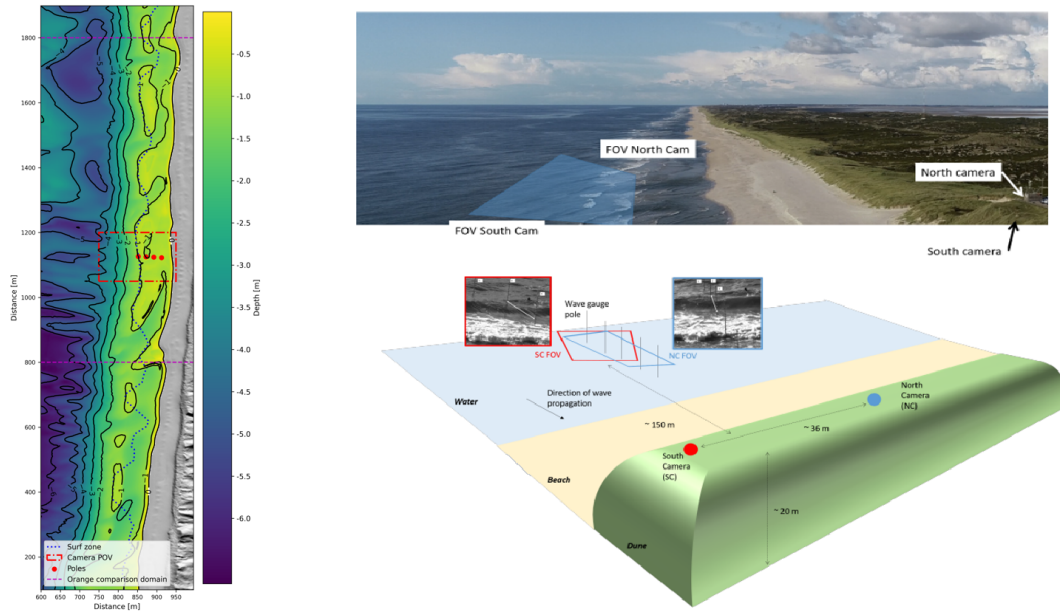 1800
1600
1400
1200
1000
800
600
400
200
Distance [m]
600 650 700 750 800 850 900 950
Distance [m]
Surf zone
Camera POV
Poles
Orange comparison domain
-0.5
-1.0
-1.5
-2.0
-2.5
-3.0
-3.5
-4.0
-4.5
-5.0
-5.5
-6.0
Depth [m]
FOV North Cam
North camera
FOV South Cam
South camera
Wave gauge
pole
SC FOV
NC FOV
Direction of wave
propagation
Water
~ 150 m
North
Camera
(NC)
~ 36 m
South
Camera
(SC)
Beach
~ 20 m
Dune